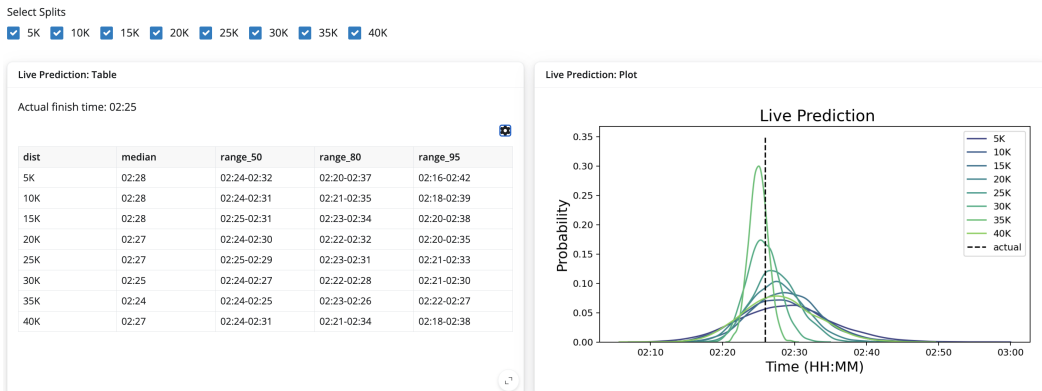 Select Splits
5K 10K 15K 20K 25K 30K 35K 40K
Live Prediction: Table
Actual finish time: 02:25
dist median range_50 range_80 range_95
5K 02:28 02:24-02:32 02:20-02:37 02:16-02:42
10K 02:28 02:24-02:31 02:21-02:35 02:18-02:39
15K 02:28 02:25-02:31 02:23-02:34 02:20-02:38
20K 02:27 02:24-02:30 02:22-02:32 02:20-02:35
25K 02:27 02:25-02:29 02:23-02:31 02:21-02:33
30K 02:25 02:24-02:27 02:22-02:28 02:21-02:30
35K 02:24 02:24-02:25 02:23-02:26 02:22-02:27
40K 02:27 02:24-02:31 02:21-02:34 02:18-02:38
Live Prediction: Plot
Live Prediction
Probability
0.35
0.30
0.25
0.20
0.15
0.10
0.05
0.00
5K
10K
15K
20K
25K
30K
35K
40K
actual
02:10 02:20 02:30 02:40 02:50 03:00
Time (HH:MM)